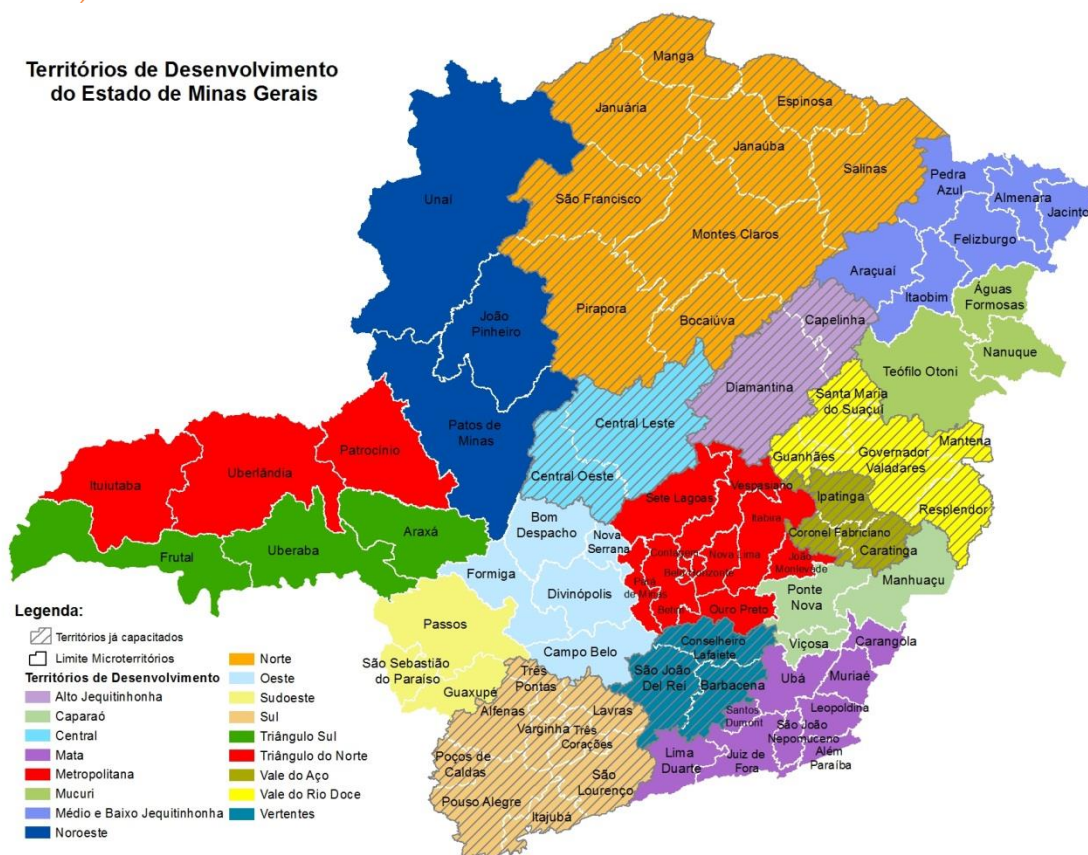 Territórios de Desenvolvimento
do Estado de Minas Gerais
Manga
Januária
Espinosa
Janaúba
Salinas
Unaí
São Francisco
Montes Claros
Pedra
Azul
Almenara
Jacinto
Felizburgo
Araçuaí
Itaobim
Águas
Formosas
Pirapora
João
Pinheiro
Bocaiúva
Capelinha
Nanuque
Diamantina
Teófilo Otoni
Patos de
Minas
Central Leste
Santa Maria
do Suaçuí
Patrocínio
Mantena
Guanhães
Governador
Valadares
Uberlândia
Ituiutaba
Central Oeste
Sete Lagoas
Vespasiano
Ipatinga
Itabira
Resplendor
Bom
Despacho
Nova
Serrana
Coronel Fabriciano
Caratinga
Araxá
Uberaba
Frutal
Contagem
Nova Lima
João
Monlevade
Belo Horizonte
Pará
de Minas
Formiga
Divinópolis
Manhuaçu
Ponte
Nova
Betim
Ouro Preto
Passos
Viçosa
Carangola
Conselheiro
Lafaiete
Campo Belo
São Sebastião
do Paraíso
Três
Pontas
São João
Del Rei
Barbacena
Ubá
Muriaé
Guaxupé
Alfenas
Lavras
Santos
Dumont
Leopoldina
Varginha
Três
Corações
São João
Nepomuceno
Além
Paraíba
Poços de
Caldas
Lima
Duarte
Juiz de
Fora
São
Lourenço
Pouso Alegre
Itajubá
Legenda:
Territórios já capacitados
Limite Microterritórios
Territórios de Desenvolvimento
Alto Jequitinhonha
Caparaó
Central
Mata
Metropolitana
Mucuri
Médio e Baixo Jequitinhonha
Noroeste
Norte
Oeste
Sudoeste
Sul
Triângulo Sul
Triângulo do Norte
Vale do Aço
Vale do Rio Doce
Vertentes